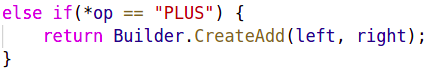 else if(*op == "PLUS") {
    return Builder.CreateAdd(left, right);
}